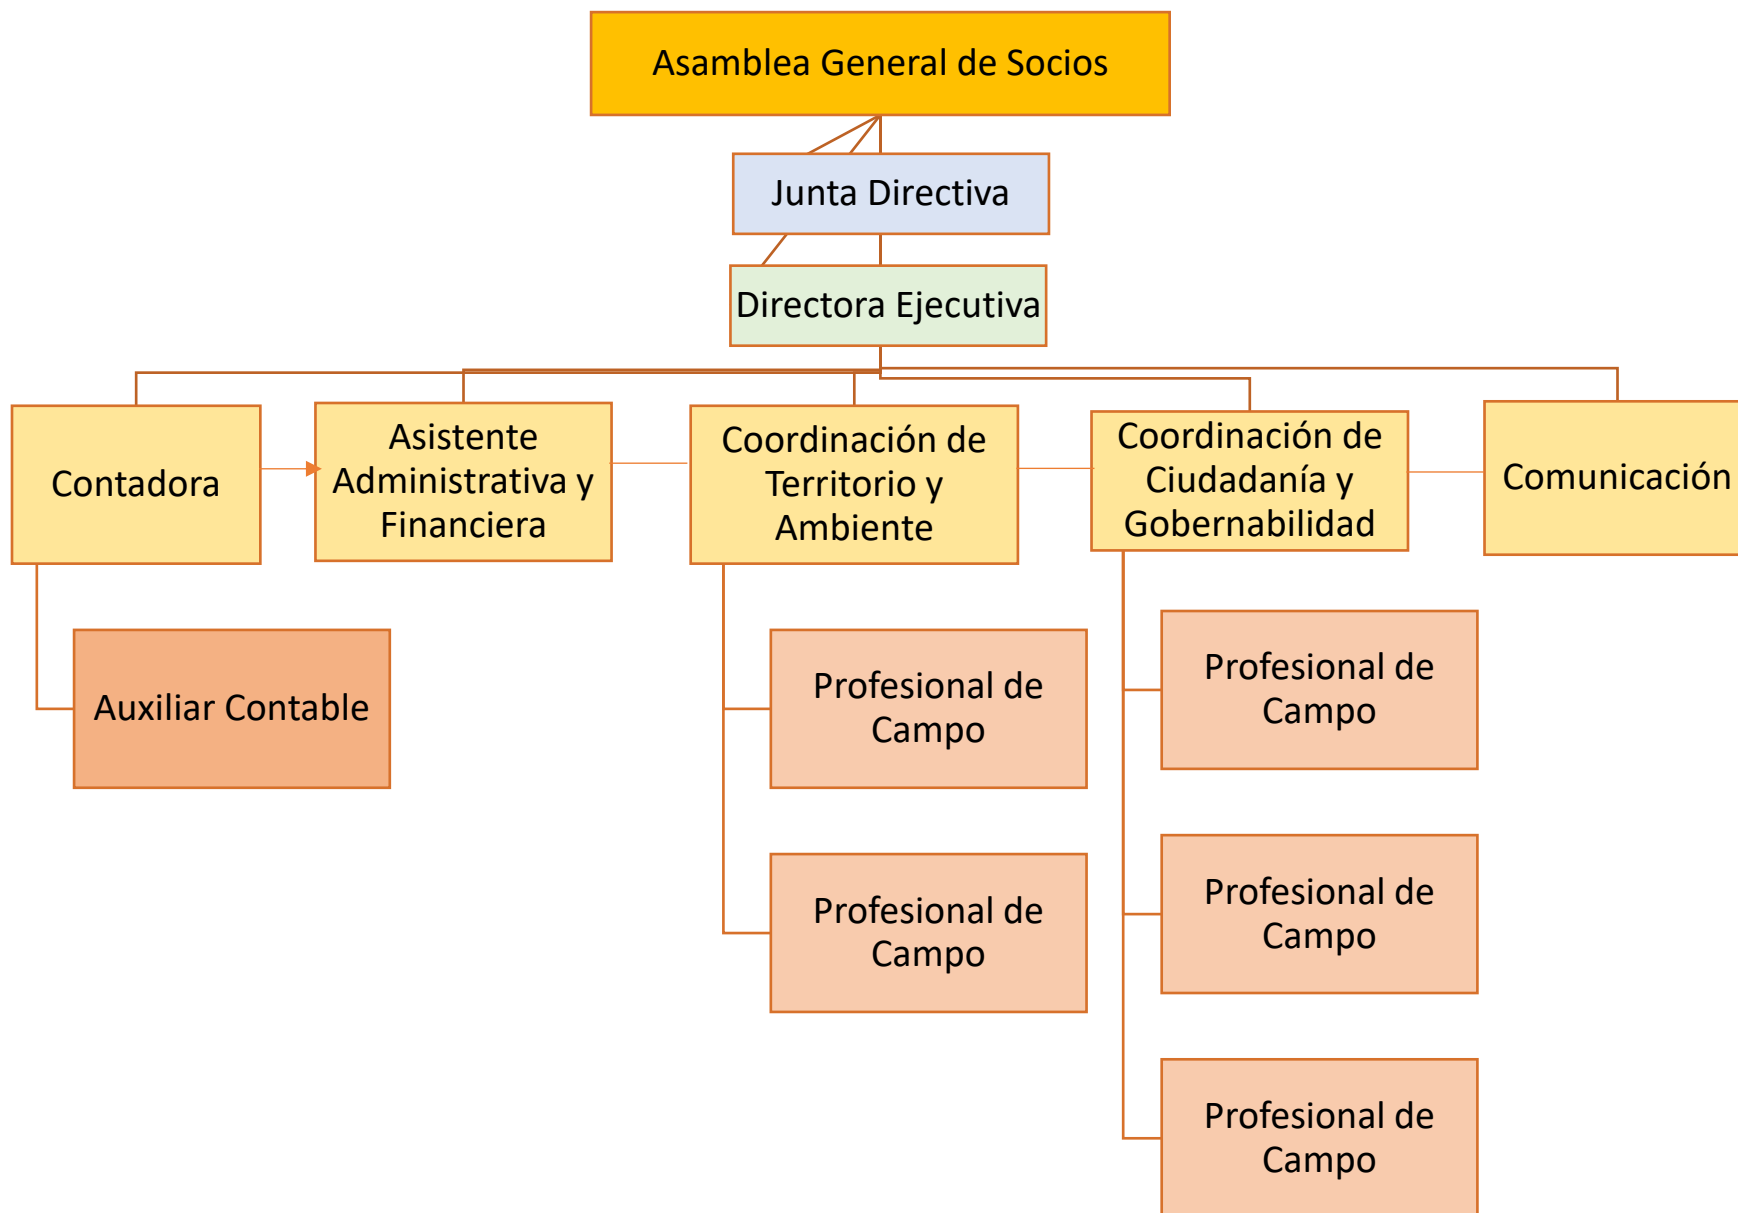 Asamblea General de Socios
Junta Directiva
Directora Ejecutiva
Contadora
Asistente
Administrativa y
Financiera
Coordinación de
Territorio y
Ambiente
Coordinación de
Ciudadanía y
Gobernabilidad
Comunicación
Auxiliar Contable
Profesional de
Campo
Profesional de
Campo
Profesional de
Campo
Profesional de
Campo
Profesional de
Campo